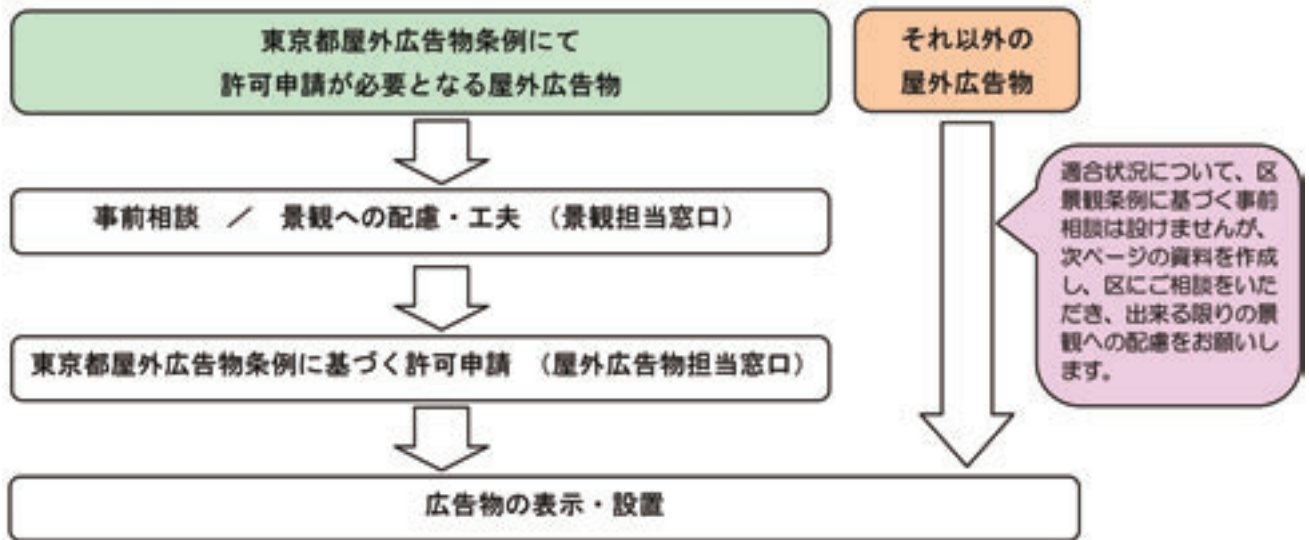 東京都屋外広告物条例にて
許可申請が必要となる屋外広告物
それ以外の
屋外広告物
適合状況について、区
景観条例に基づく事前
相談は設けませんが、
次ページの資料を作成
し、区にご相談をいた
だき、出来る限りの景
観への配慮をお願いし
ます。
事前相談 ／ 景観への配慮・工夫 （景観担当窓口）
東京都屋外広告物条例に基づく許可申請 （屋外広告物担当窓口）
広告物の表示・設置